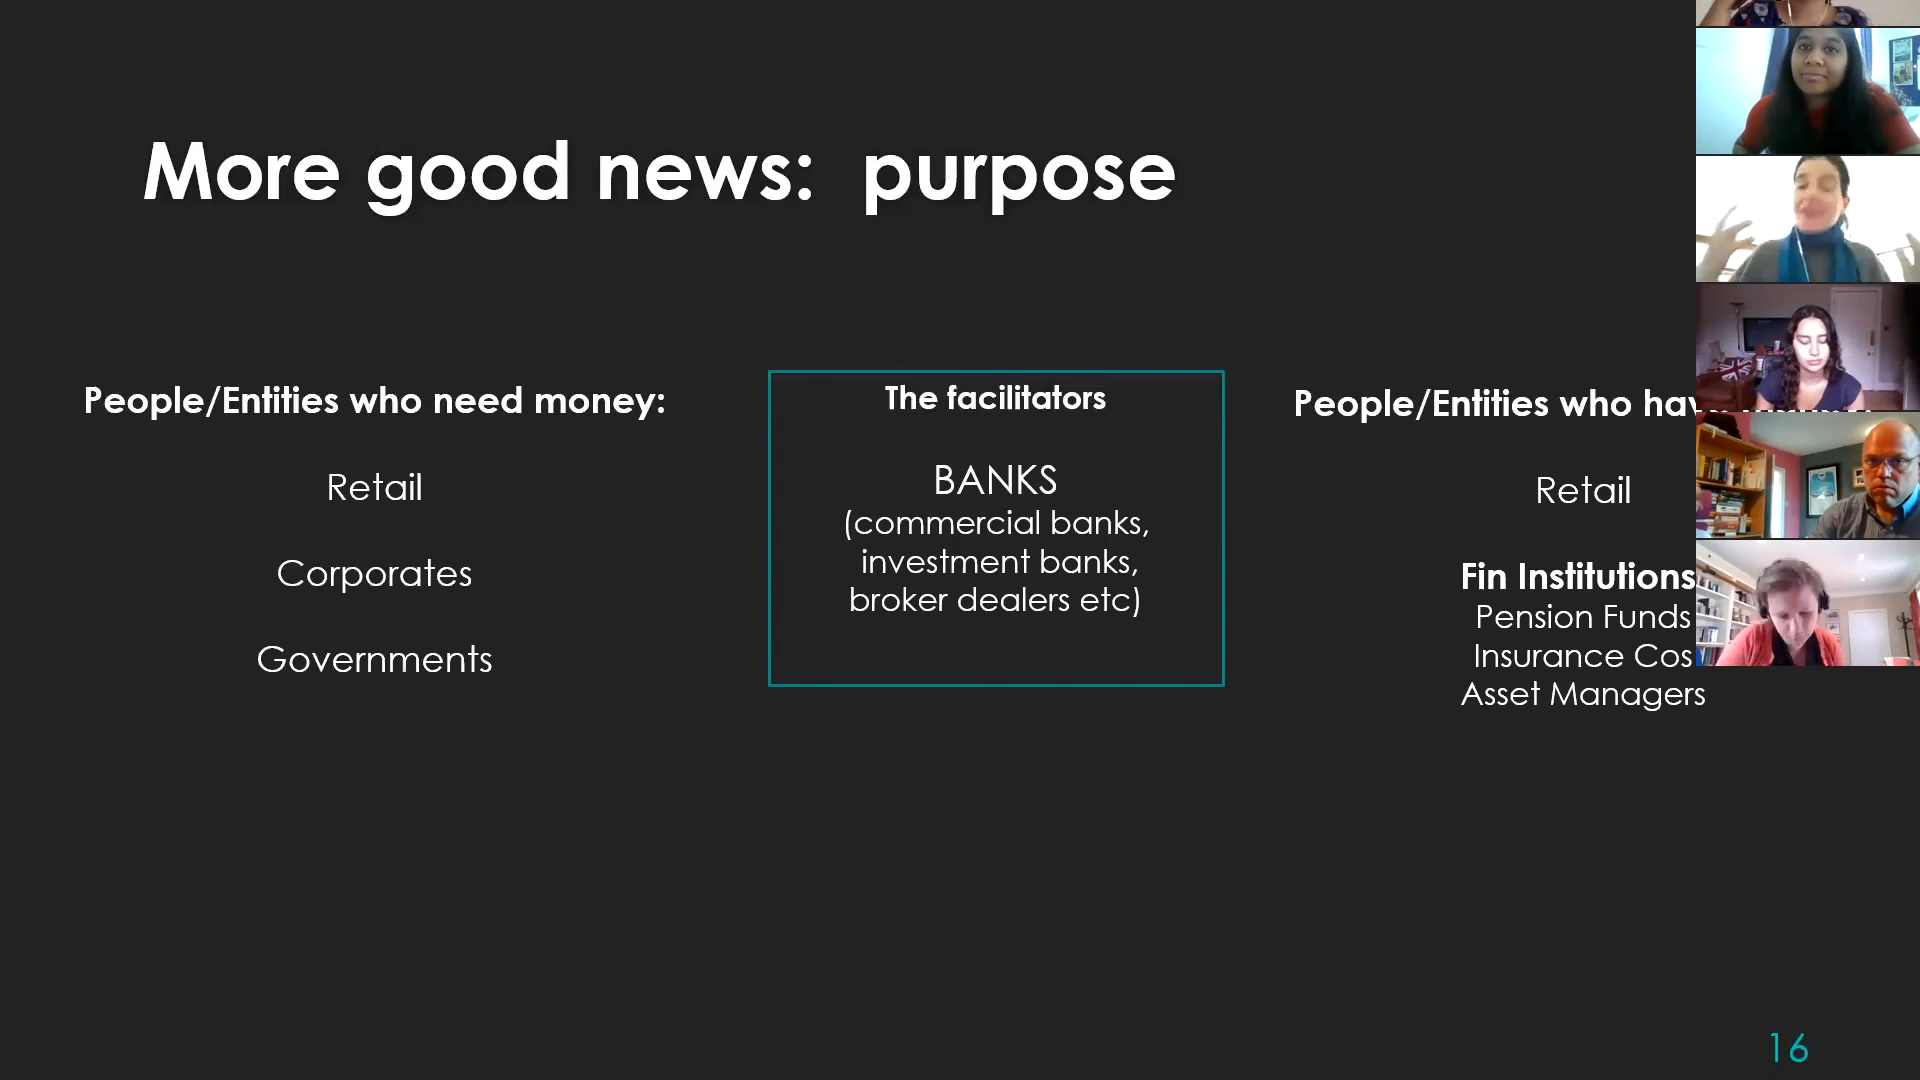 More good news:  purpose
People/Entities who need money:
Retail
Corporates
Governments
The facilitators
BANKS
(commercial banks,
investment banks,
broker dealers etc)
People/Entities who have
Retail
Fin Institutions
Pension Funds
Insurance Cos
Asset Managers
16